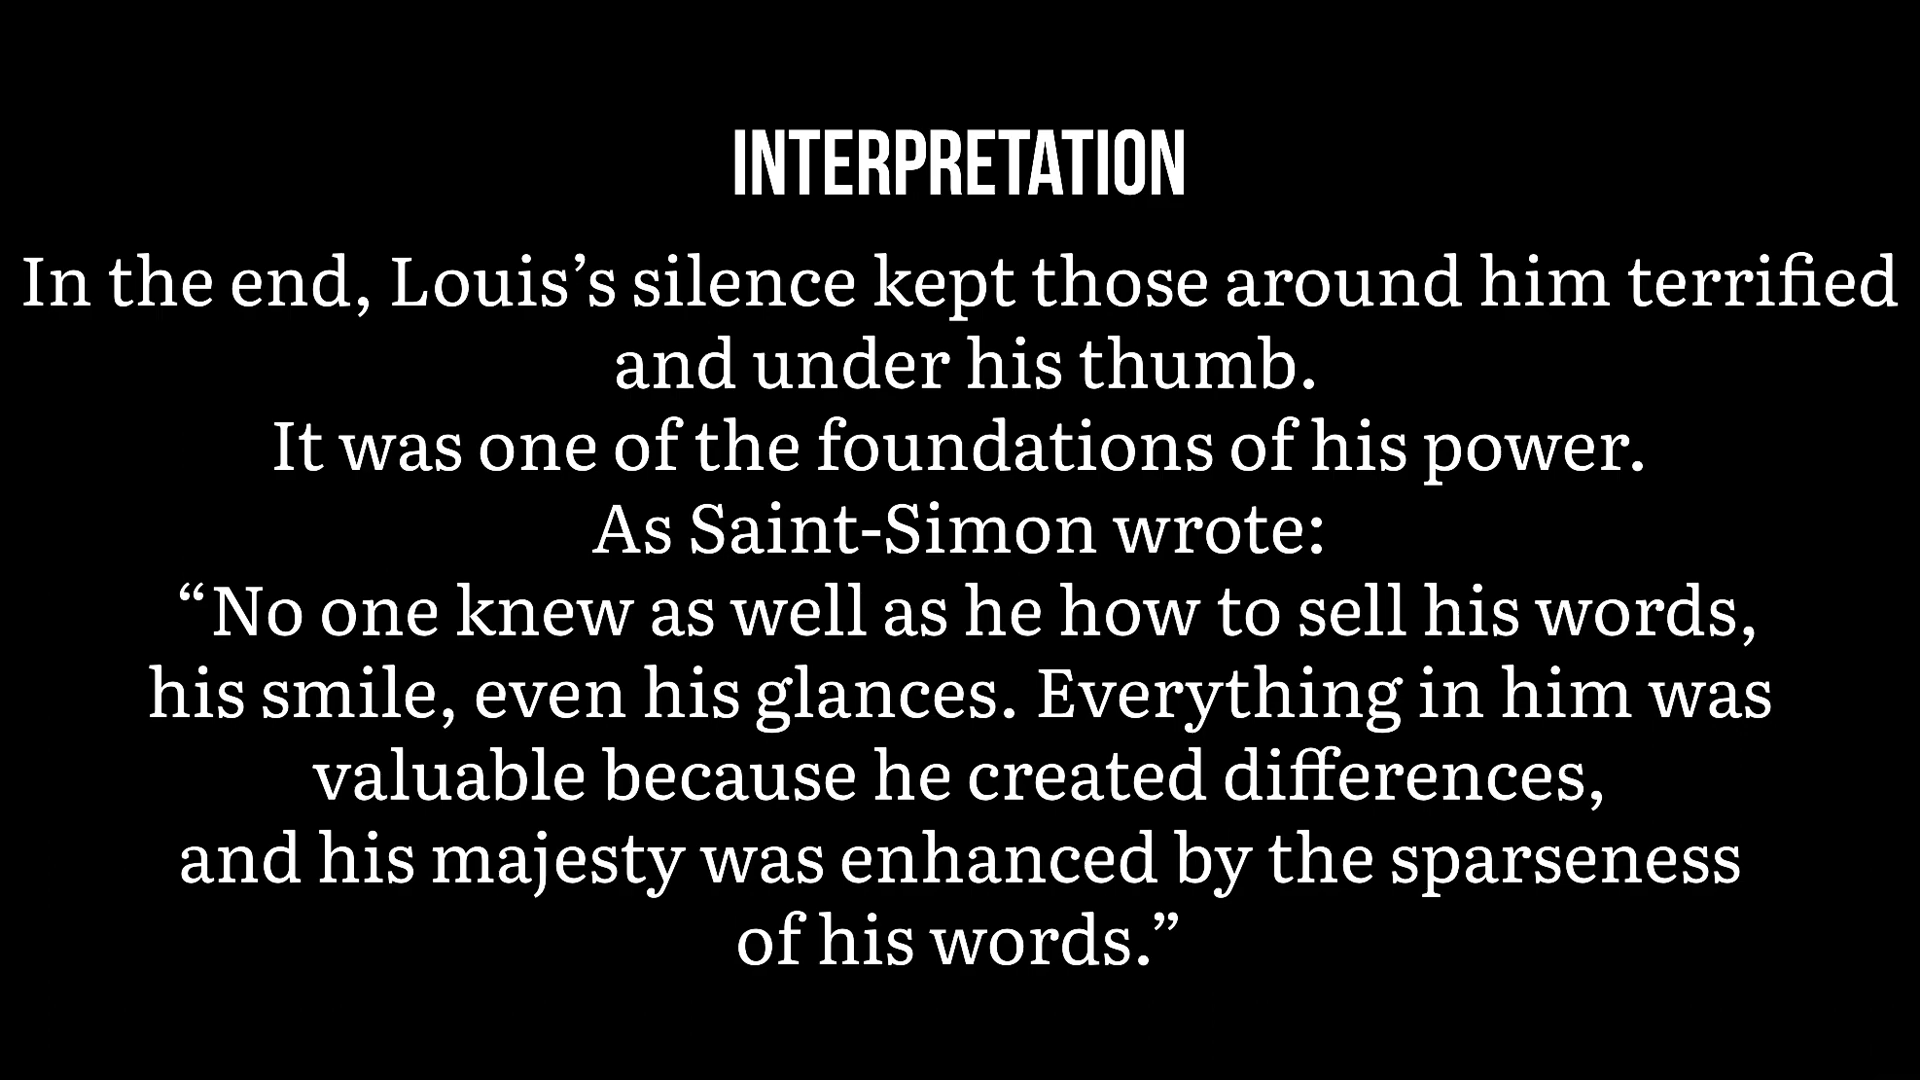 INTERPRETATION
In the end, Louis’s silence kept those around him terrified
and under his thumb.
It was one of the foundations of his power.
As Saint-Simon wrote:
“No one knew as well as he how to sell his words,
his smile, even his glances. Everything in him was
valuable because he created differences,
and his majesty was enhanced by the sparseness
of his words.”